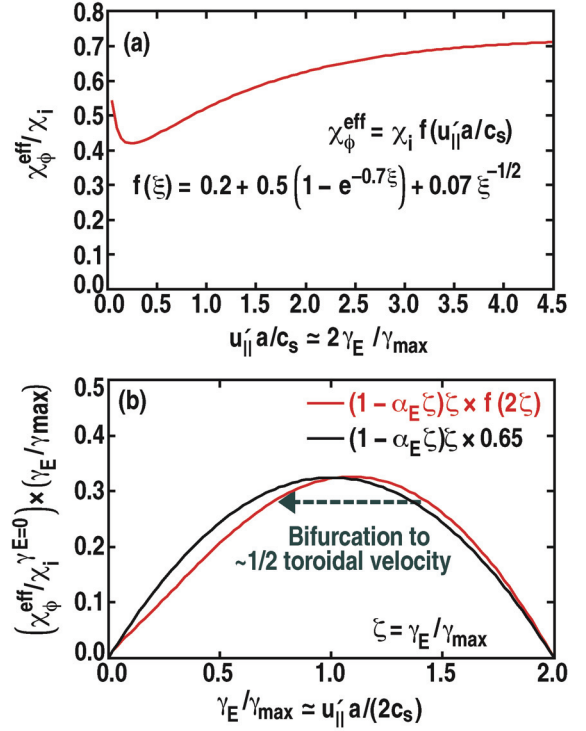 (a)
0.8
0.7
0.6
0.5
0.4
0.3
0.2
0.1
0.0
χ_ϕ^eff/χ_i
χ_ϕ^eff = χ_i f(u′_|| a/c_s)
f(ξ) = 0.2 + 0.5 (1 − e^−0.7ξ) + 0.07 ξ^−1/2
0.0 0.5 1.0 1.5 2.0 2.5 3.0 3.5 4.0 4.5
u′_|| a/c_s ≃ 2 γ_E /γ_max
(b)
0.5
0.4
0.3
0.2
0.1
0.0
(χ_ϕ^eff/χ_i^γE=0) × (γ_E/γmax)
(1 − α_E ζ)ζ × f (2ζ)
(1 − α_E ζ)ζ × 0.65
Bifurcation to
~1/2 toroidal velocity
ζ = γ_E/γ_max
0.0 0.5 1.0 1.5 2.0
γ_E/γ_max ≃ u′_|| a/(2c_s)